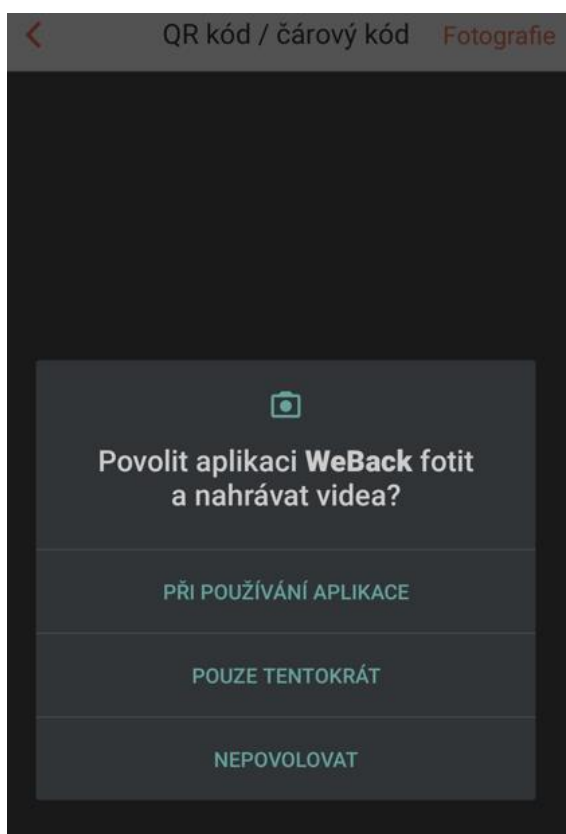 QR kód / čárový kód Fotografie
Povolit aplikaci WeBack fotit
a nahrávat videa?
PŘI POUŽÍVÁNÍ APLIKACE
POUZE TENTOKRÁT
NEPOVOLOVAT